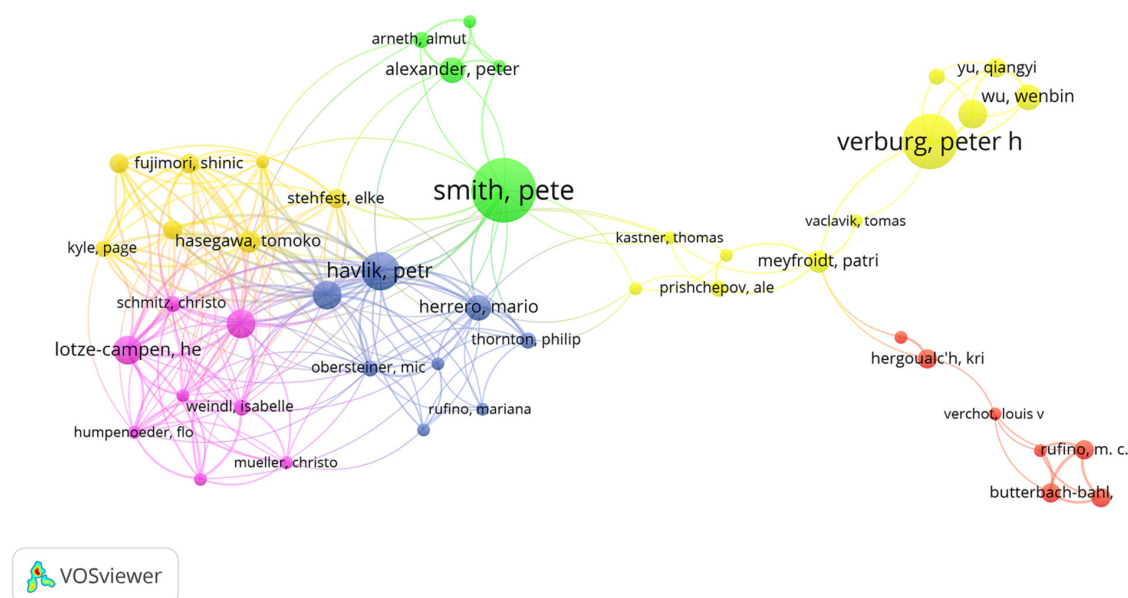 arneth, almut
alexander, peter
yu, qiangyi
wu, wenbin
verburg, peter h
fujimori, shinic
smith, pete
stehfest, elke
vaclavik, tomas
kyle, page
hasegawa, tomoko
kastner, thomas
meyfroidt, patri
havlik, petr
prishchepov, ale
schmitz, christo
herrero, mario
thornton, philip
lotze-campen, he
hergoualc'h, kri
obersteiner, mic
weindl, isabelle
rufino, mariana
verchot, louis v
humpenoeder, flo
rufino, m. c.
mueller, christo
butterbach-bahl,
VOSviewer